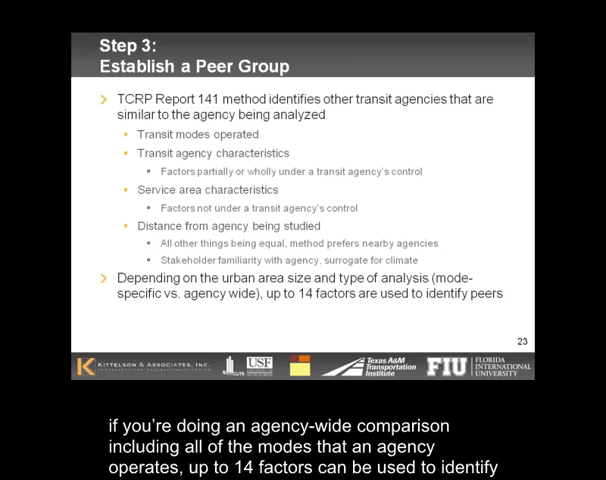 Step 3:
Establish a Peer Group
TCRP Report 141 method identifies other transit agencies that are
similar to the agency being analyzed
Transit modes operated
Transit agency characteristics
Factors partially or wholly under a transit agency's control
Service area characteristics
Factors not under a transit agency's control
Distance from agency being studied
All other things being equal, method prefers nearby agencies
Stakeholder familiarity with agency, surrogate for climate
Depending on the urban area size and type of analysis (mode-
specific vs. agency wide), up to 14 factors are used to identify peers
23
KITTELSON & ASSOCIATES, INC.
CUTR
USF
Texas A&M
Transportation
Institute
FIU
FLORIDA
INTERNATIONAL
UNIVERSITY
if you're doing an agency-wide comparison
including all of the modes that an agency
operates, up to 14 factors can be used to identify